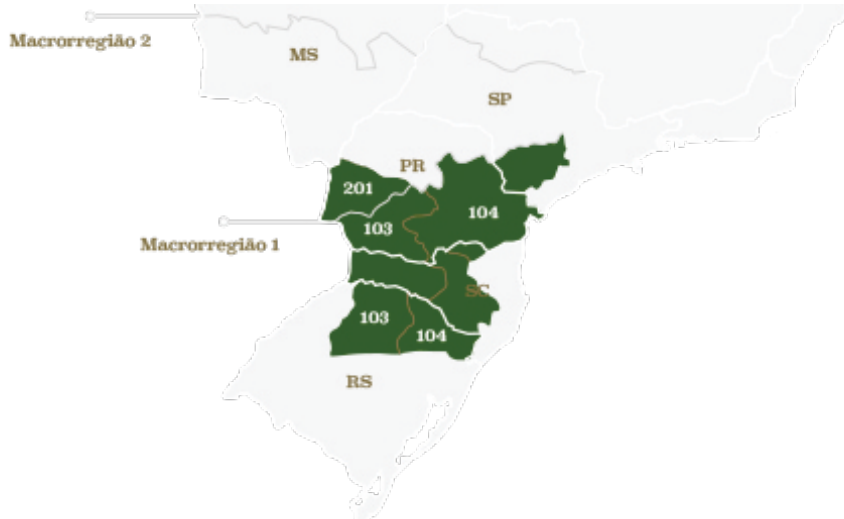 Macrorregião 2
MS
SP
PR
201
104
103
Macrorregião 1
SC
103
104
RS